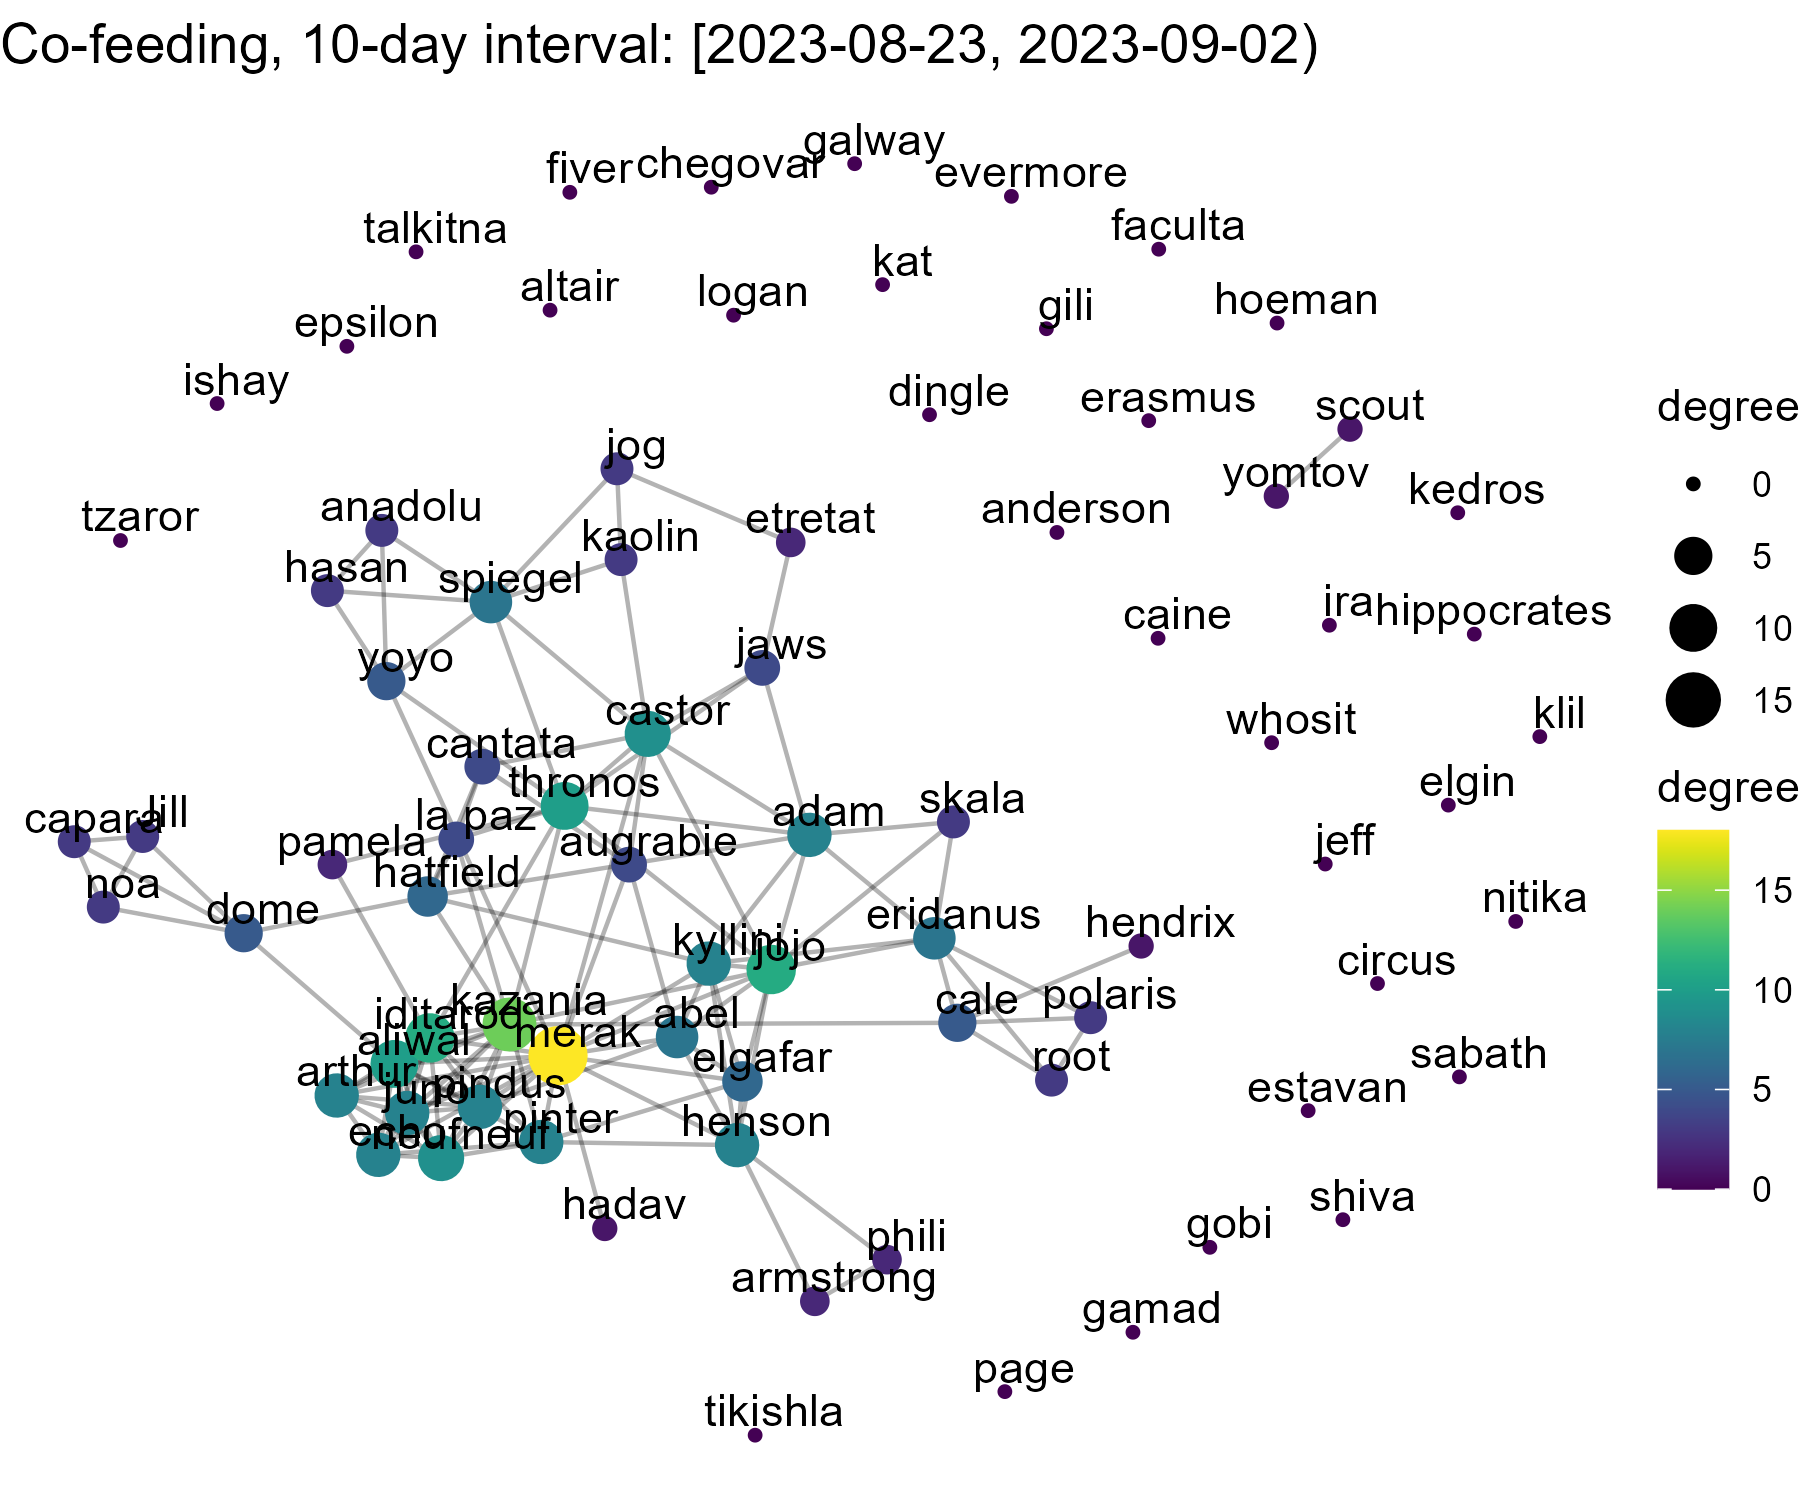 Co-feeding, 10-day interval: [2023-08-23, 2023-09-02)
galway
fiver
chegovar
evermore
talkitna
faculta
kat
altair
logan
gili
hoeman
epsilon
ishay
dingle
erasmus
scout
degree
jog
yomtov
kedros
0
anadolu
etretat
anderson
tzaror
kaolin
hasan
spiegel
5
ira
hippocrates
caine
10
yoyo
jaws
castor
whosit
klil
15
cantata
thronos
elgin
degree
skala
capara
lill
la paz
adam
pamela
augrabie
jeff
hatfield
noa
15
nitika
dome
eridanus
hendrix
kyllini
jojo
circus
10
kazania
cale
polaris
iditarod
abel
merak
aliwal
elgafar
root
sabath
arthur
juno
pindus
estavan
5
pinter
henson
echo
neufneuf
0
hadav
shiva
gobi
phili
armstrong
gamad
page
tikishla